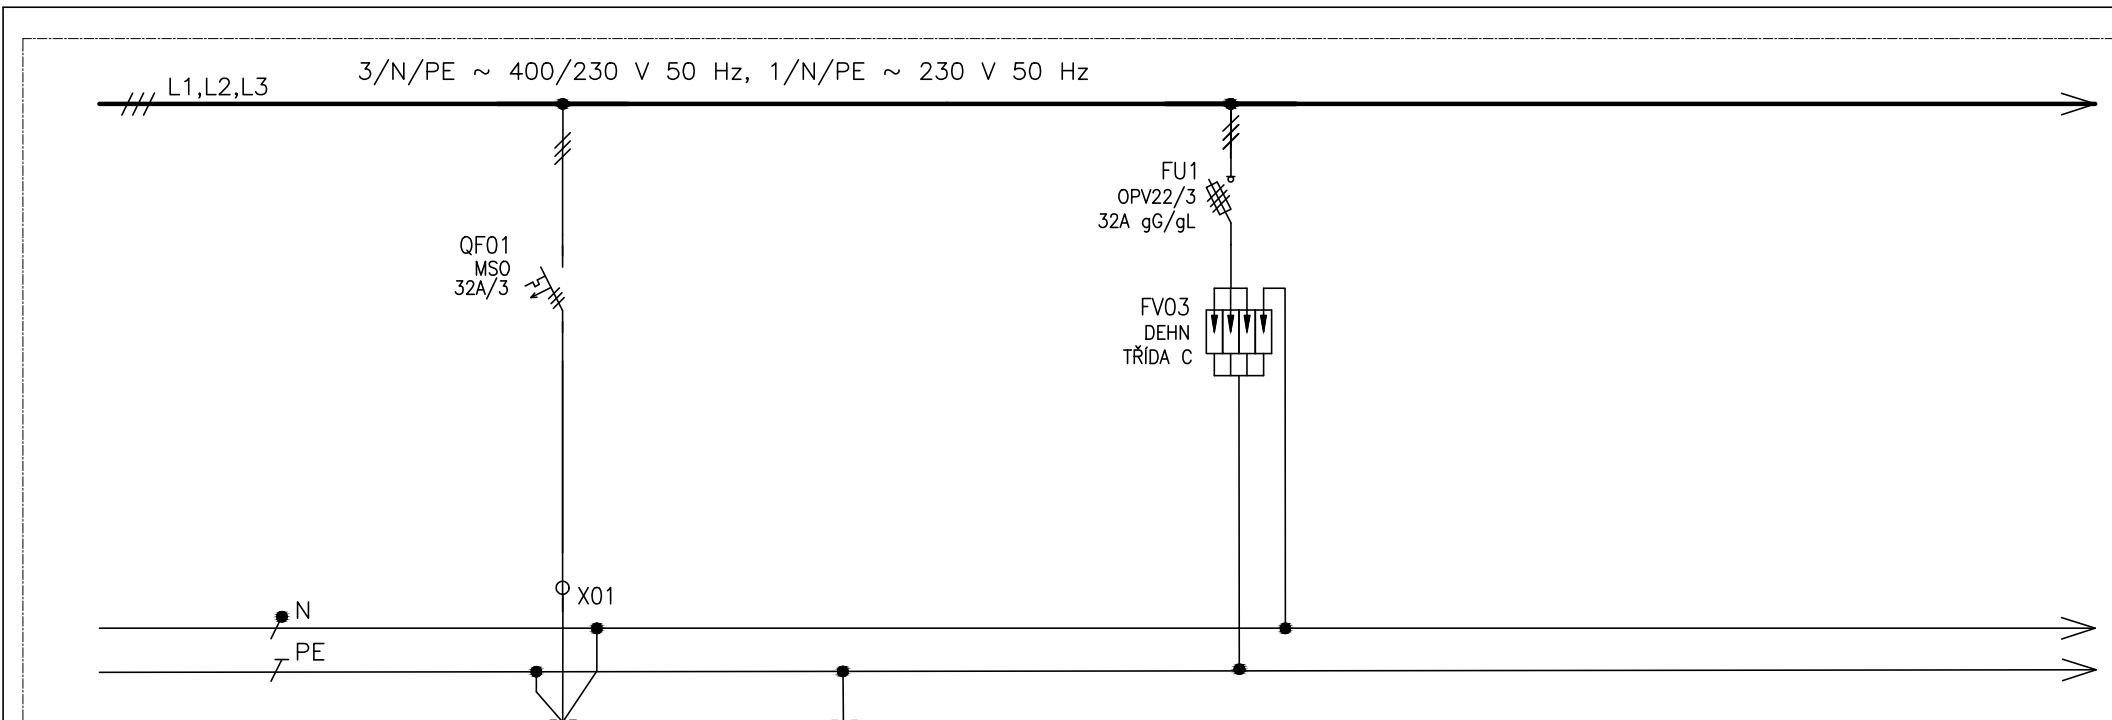 3/N/PE ~ 400/230 V 50 Hz, 1/N/PE ~ 230 V 50 Hz
L1,L2,L3
FU1
OPV22/3
32A gG/gL
QF01
MSO
32A/3
FV03
DEHN
TŘÍDA C
X01
N
PE